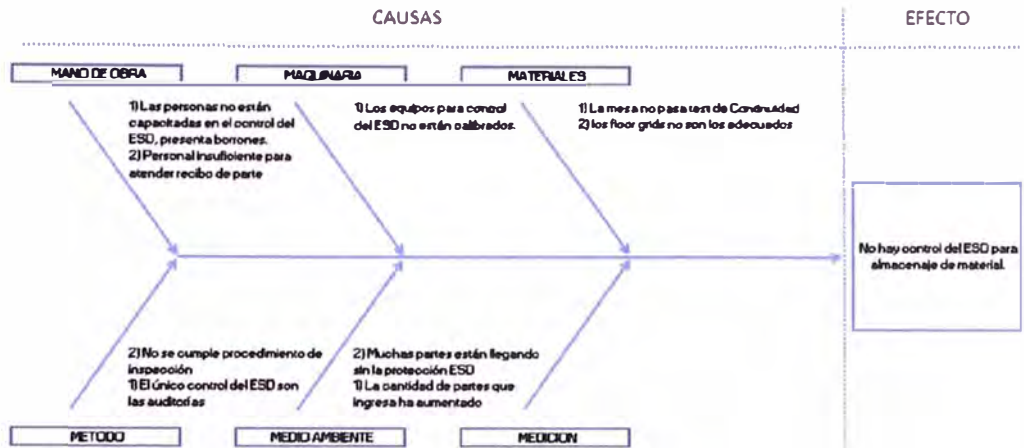 CAUSAS
EFECTO
MANO DE OBRA
MAQUINARIA
MATERIALES
1) Las personas no están
capacitadas en el control del
ESD, presenta borrones.
2) Personal insuficiente para
atender recibo de parte
1) Los equipos para control
del ESD no están calibrados.
1) La mesa no pasa test de Continuidad
2) los floor grids no son los adecuados
No hay control del ESD para
almacenaje de material.
2) No se cumple procedimiento de
inspección
1) El único control del ESD son
las auditorías
2) Muchas partes están llegando
sin la protección ESD
1) La cantidad de partes que
ingresa ha aumentado
METODO
MEDIO AMBIENTE
MEDICION